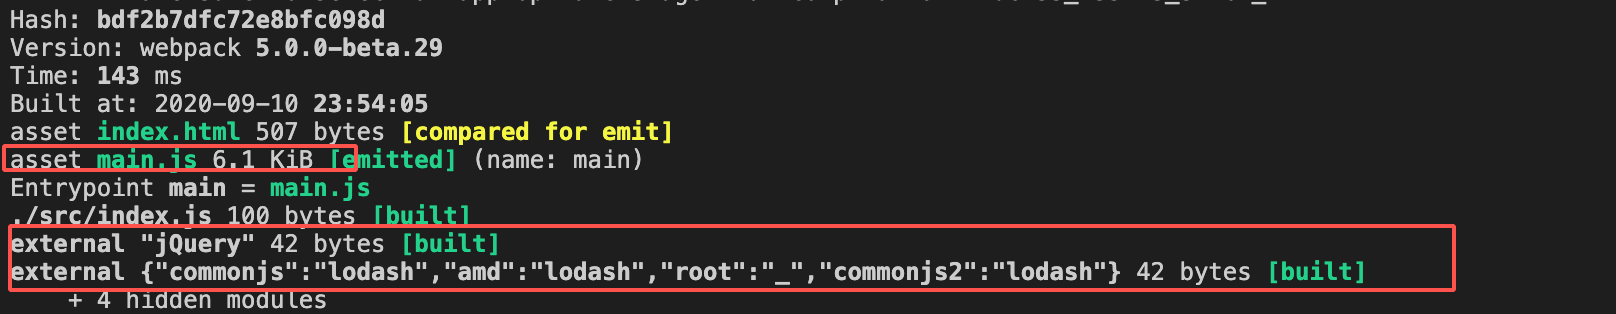 Hash: bdf2b7dfc72e8bfc098d
Version: webpack 5.0.0-beta.29
Time: 143 ms
Built at: 2020-09-10 23:54:05
asset index.html 507 bytes [compared for emit]
asset main.js 6.1 KiB [emitted] (name: main)
Entrypoint main = main.js
./src/index.js 100 bytes [built]
external "jQuery" 42 bytes [built]
external {"commonjs":"lodash","amd":"lodash","root":"_","commonjs2":"lodash"} 42 bytes [built]
+ 4 hidden modules